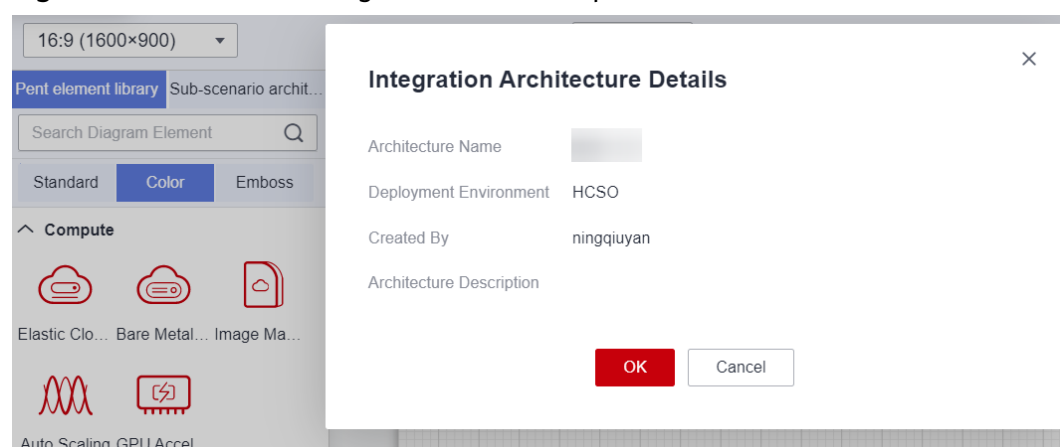 16:9 (1600×900)
Pent element library Sub-scenario archit...
Search Diagram Element
Standard Color Emboss
Compute
Elastic Clo... Bare Metal... Image Ma...
Auto Scaling GPU Accel
Integration Architecture Details
Architecture Name
Deployment Environment HCSO
Created By ningqiuyan
Architecture Description
OK Cancel